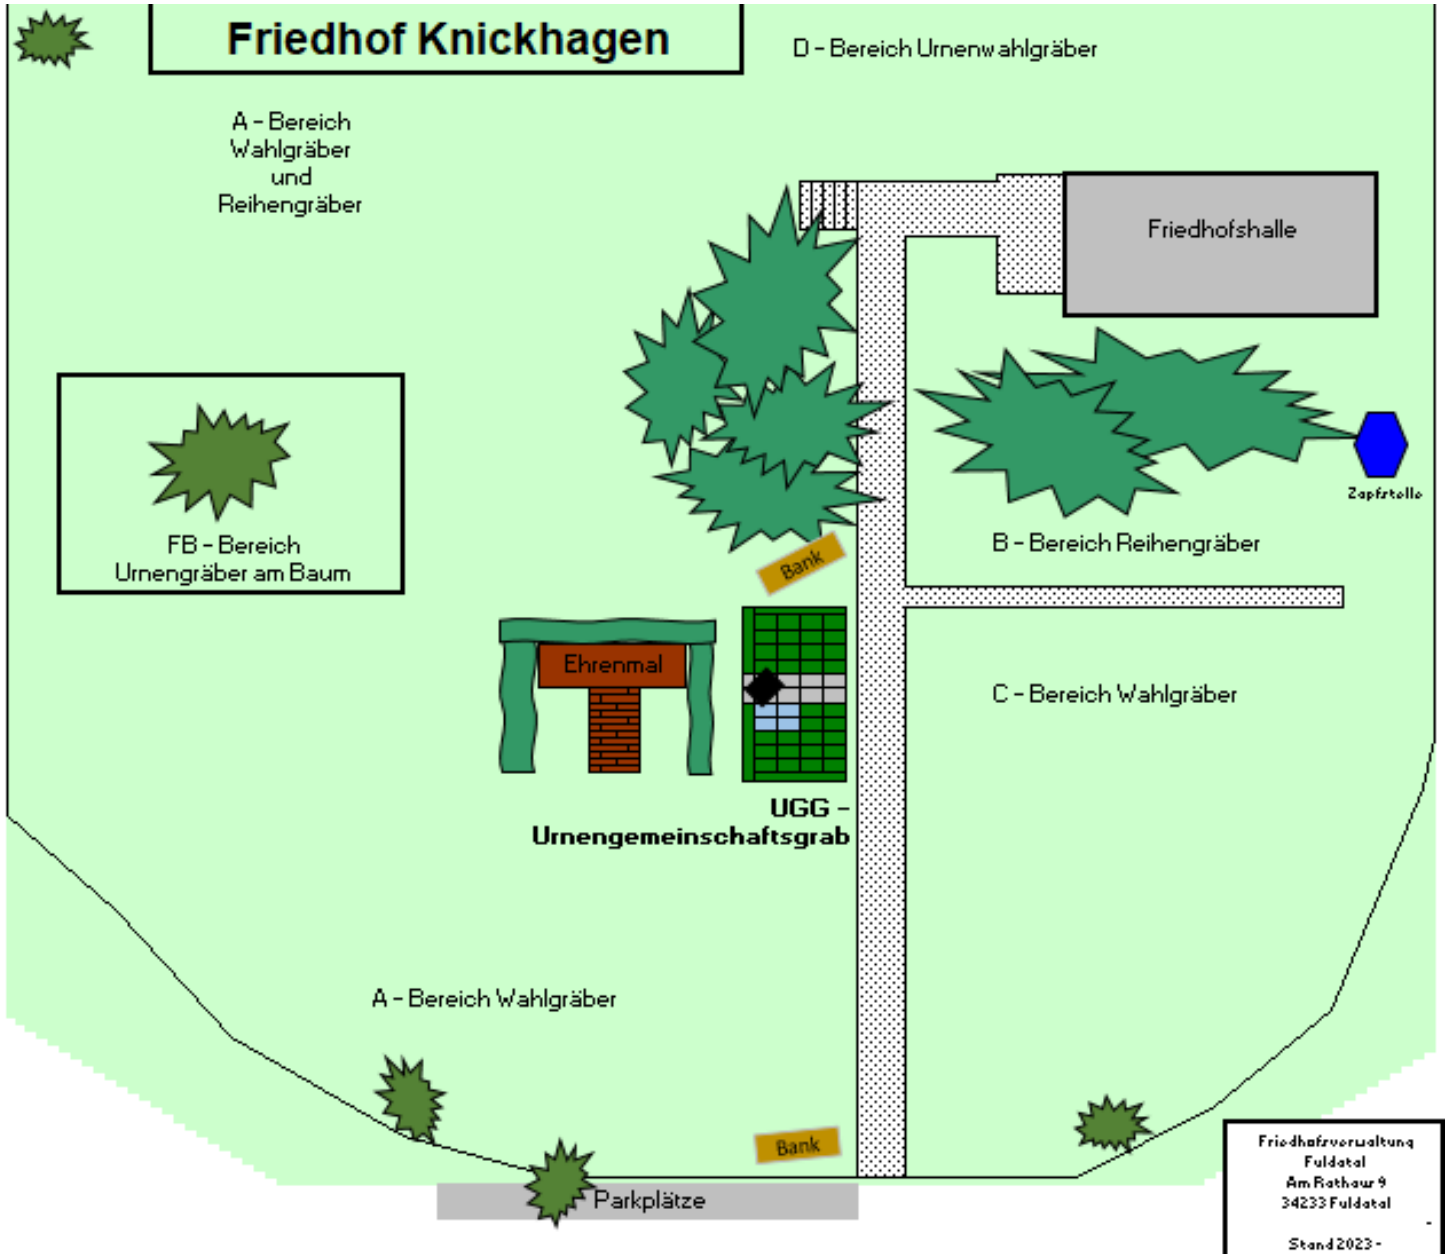 Friedhof Knickhagen
D - Bereich Urnenwahlgräber
A - Bereich
Wahlgräber
und
Reihengräber
Friedhofshalle
Zapfstelle
FB - Bereich
Urnengräber am Baum
B - Bereich Reihengräber
Bank
Ehrenmal
C - Bereich Wahlgräber
UGG -
Urnengemeinschaftsgrab
A - Bereich Wahlgräber
Bank
Parkplätze
Friedhofsverwaltung
Fuldatal
Am Rathaus 9
34233 Fuldatal
-
Stand 2023 -